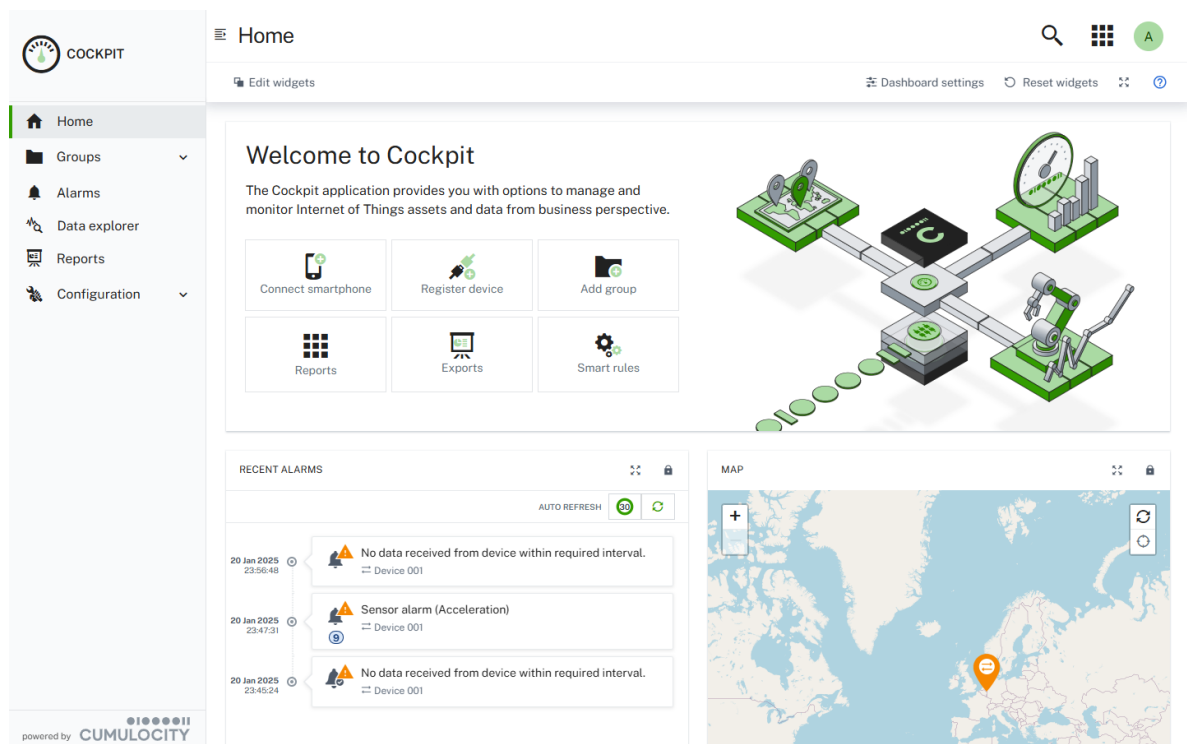 COCKPIT
Home
A
Edit widgets
Dashboard settings
Reset widgets
?
Home
Groups
Alarms
Data explorer
Reports
Configuration
Welcome to Cockpit
The Cockpit application provides you with options to manage and
monitor Internet of Things assets and data from business perspective.
Connect smartphone
Register device
Add group
Reports
Exports
Smart rules
RECENT ALARMS
AUTO REFRESH
30
20 Jan 2025
23:56:48
No data received from device within required interval.
Device 001
20 Jan 2025
23:47:31
Sensor alarm (Acceleration)
Device 001
9
20 Jan 2025
23:45:24
No data received from device within required interval.
Device 001
MAP
+
powered by CUMULOCITY